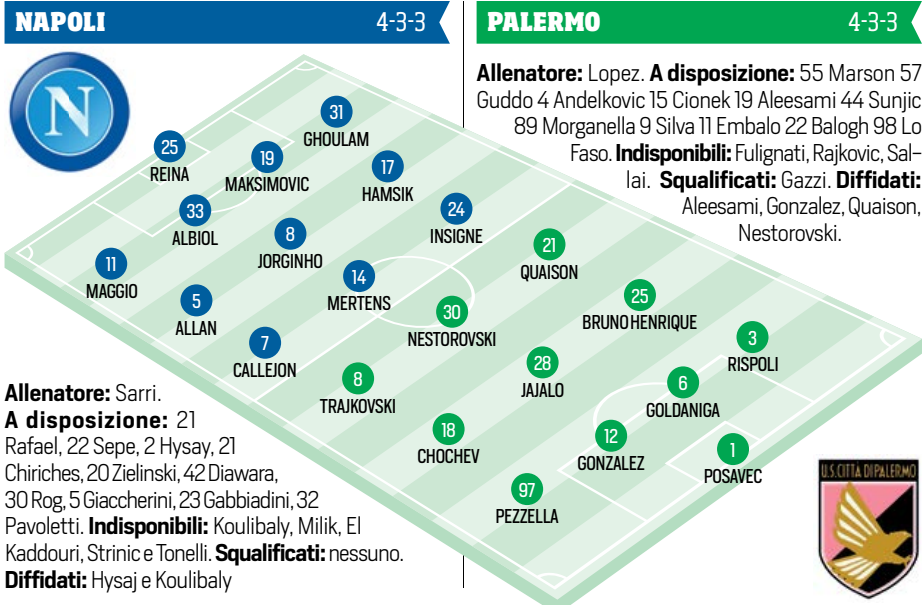 NAPOLI 4-3-3
PALERMO 4-3-3
Allenatore: Lopez. A disposizione: 55 Marson 57
Guddo 4 Andelkovic 15 Cionek 19 Aleesami 44 Sunjic
89 Morganella 9 Silva 11 Embalo 22 Balogh 98 Lo
Faso. Indisponibili: Fulignati, Rajkovic, Sal-
lai. Squalificati: Gazzi. Diffidati:
Aleesami, Gonzalez, Quaison,
Nestorovski.
N
31
GHOULAM
25
REINA
19
MAKSIMOVIC
17
HAMSIK
33
ALBIOL
24
INSIGNE
8
JORGINHO
11
MAGGIO
14
MERTENS
5
ALLAN
7
CALLEJON
21
QUAISON
25
BRUNO HENRIQUE
30
NESTOROVSKI
3
RISPOLI
28
JAJALO
8
TRAJKOVSKI
6
GOLDANIGA
18
CHOCHEV
12
GONZALEZ
1
POSAVEC
97
PEZZELLA
Allenatore: Sarri.
A disposizione: 21
Rafael, 22 Sepe, 2 Hysay, 21
Chiriches, 20 Zielinski, 42 Diawara,
30 Rog, 5 Giaccherini, 23 Gabbiadini, 32
Pavoletti. Indisponibili: Koulibaly, Milik, El
Kaddouri, Strinic e Tonelli. Squalificati: nessuno.
Diffidati: Hysaj e Koulibaly
U.S. CITTÀ DI PALERMO